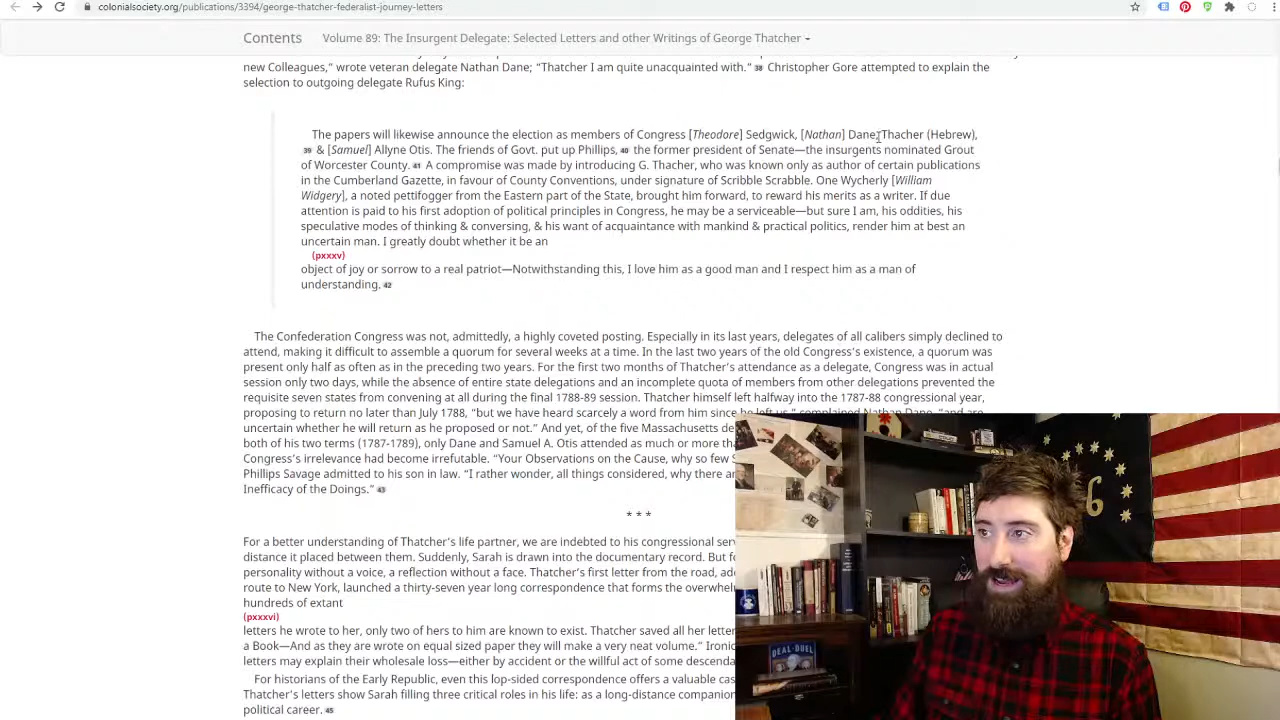 colonialsociety.org/publications/3394/george-thatcher-federalist-journey-letters
Contents Volume 89: The Insurgent Delegate: Selected Letters and other Writings of George Thatcher
new Colleagues,” wrote veteran delegate Nathan Dane; “Thatcher I am quite unacquainted with.” 38 Christopher Gore attempted to explain the
selection to outgoing delegate Rufus King:
The papers will likewise announce the election as members of Congress [Theodore] Sedgwick, [Nathan] Dane, Thacher (Hebrew),
39 & [Samuel] Allyne Otis. The friends of Govt. put up Phillips, 40 the former president of Senate—the insurgents nominated Grout
of Worcester County. 41 A compromise was made by introducing G. Thacher, who was known only as author of certain publications
in the Cumberland Gazette, in favour of County Conventions, under signature of Scribble Scrabble. One Wycherly [William
Widgery], a noted pettifogger from the Eastern part of the State, brought him forward, to reward his merits as a writer. If due
attention is paid to his first adoption of political principles in Congress, he may be a serviceable—but sure I am, his oddities, his
speculative modes of thinking & conversing, & his want of acquaintance with mankind & practical politics, render him at best an
uncertain man. I greatly doubt whether it be an
(pxxxv)
object of joy or sorrow to a real patriot—Notwithstanding this, I love him as a good man and I respect him as a man of
understanding. 42
The Confederation Congress was not, admittedly, a highly coveted posting. Especially in its last years, delegates of all calibers simply declined to
attend, making it difficult to assemble a quorum for several weeks at a time. In the last two years of the old Congress’s existence, a quorum was
present only half as often as in the preceding two years. For the first two months of Thatcher’s attendance as a delegate, Congress was in actual
session only two days, while the absence of entire state delegations and an incomplete quota of members from other delegations prevented the
requisite seven states from convening at all during the final 1788-89 session. Thatcher himself left halfway into the 1787-88 congressional year,
proposing to return no later than July 1788, “but we have heard scarcely a word from him since he left us,” complained Nathan Dane, “and are
uncertain whether he will return as he proposed or not.” And yet, of the five Massachusetts de
both of his two terms (1787-1789), only Dane and Samuel A. Otis attended as much or more tha
Congress’s irrelevance had become irrefutable. “Your Observations on the Cause, why so few S
Phillips Savage admitted to his son in law. “I rather wonder, all things considered, why there ar
Inefficacy of the Doings.” 43
* * *
For a better understanding of Thatcher’s life partner, we are indebted to his congressional ser
distance it placed between them. Suddenly, Sarah is drawn into the documentary record. But fo
personality without a voice, a reflection without a face. Thatcher’s first letter from the road, ad
route to New York, launched a thirty-seven year long correspondence that forms the overwhel
hundreds of extant
(pxxxvi)
letters he wrote to her, only two of hers to him are known to exist. Thatcher saved all her letter
a Book—And as they are wrote on equal sized paper they will make a very neat volume.” Ironic
letters may explain their wholesale loss—either by accident or the willful act of some descenda
For historians of the Early Republic, even this lop-sided correspondence offers a valuable cas
Thatcher’s letters show Sarah filling three critical roles in his life: as a long-distance companion
political career. 45
DEAL·DUEL
6